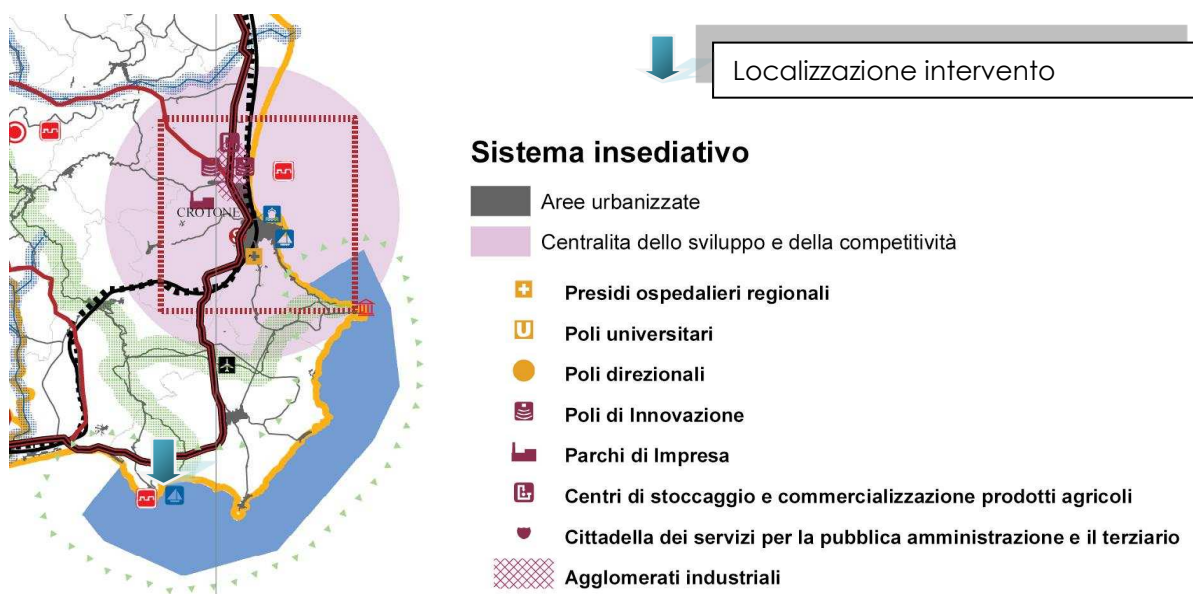 Localizzazione intervento
Sistema insediativo
Aree urbanizzate
Centralita dello sviluppo e della competitività
Presidi ospedalieri regionali
U
Poli universitari
Poli direzionali
Poli di Innovazione
Parchi di Impresa
Centri di stoccaggio e commercializzazione prodotti agricoli
Cittadella dei servizi per la pubblica amministrazione e il terziario
Agglomerati industriali
CROTONE